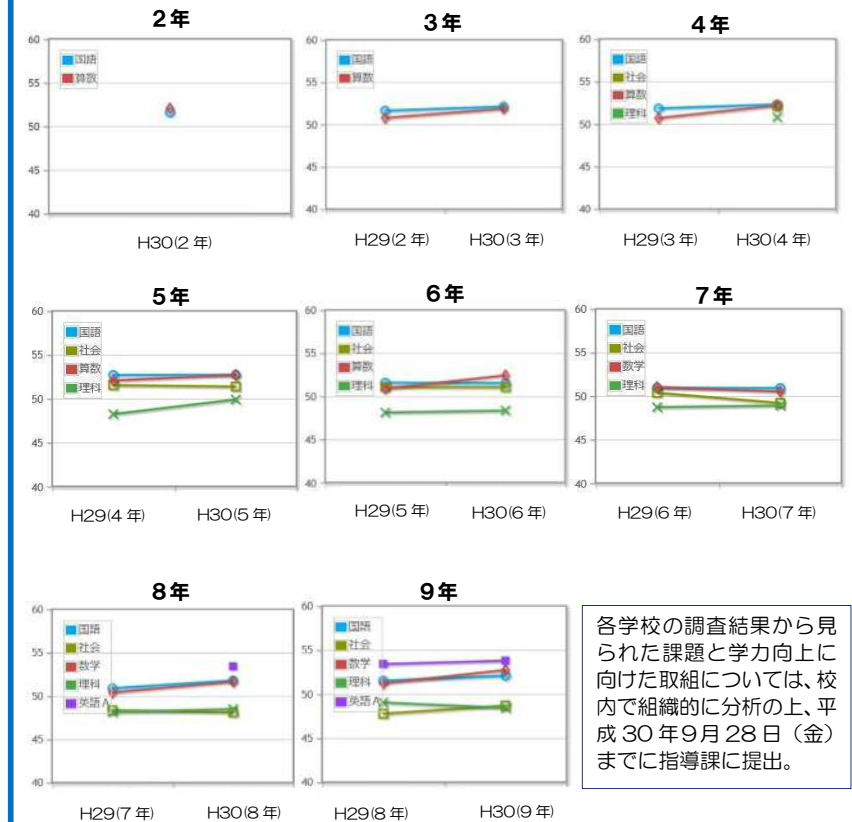 2年
60
55
50
45
40
国語
算数
H30(2年)
3年
60
55
50
45
40
国語
算数
H29(2年) H30(3年)
4年
60
55
50
45
40
国語
社会
算数
理科
H29(3年) H30(4年)
5年
60
55
50
45
40
国語
社会
算数
理科
H29(4年) H30(5年)
6年
60
55
50
45
40
国語
社会
算数
理科
H29(5年) H30(6年)
7年
60
55
50
45
40
国語
社会
数学
理科
H29(6年) H30(7年)
8年
60
55
50
45
40
国語
社会
数学
理科
英語A
H29(7年) H30(8年)
9年
60
55
50
45
40
国語
社会
数学
理科
英語A
H29(8年) H30(9年)
各学校の調査結果から見
られた課題と学力向上に
向けた取組については、校
内で組織的に分析の上、平
成30年9月28日（金）
までに指導課に提出。